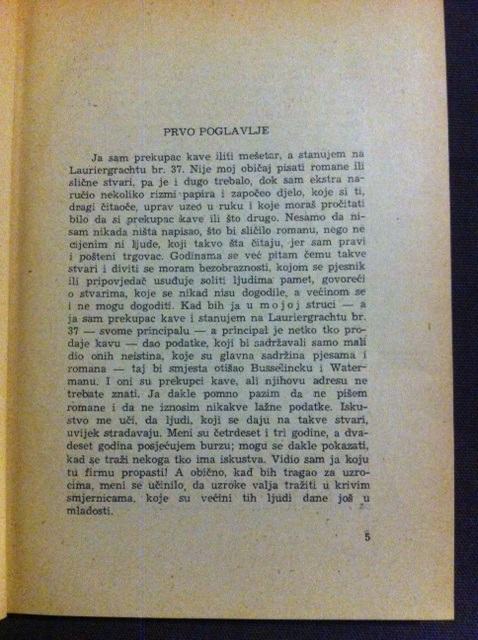 PRVO POGLAVLJE
Ja sam prekupac kave iliti mešetar, a stanujem na
Lauriergrachtu br. 37. Nije moj običaj pisati romane ili
slične stvari, pa je i dugo trebalo, dok sam ekstra na-
ručio nekoliko rizmi papira i započeo djelo, koje si ti,
dragi čitaoče, uprav uzeo u ruku i koje moraš pročitati
bilo da si prekupac kave ili što drugo. Nesamo da ni-
sam nikada ništa napisao, što bi sličilo romanu, nego ne
cijenim ni ljude, koji takvo šta čitaju, jer sam pravi
i pošteni trgovac. Godinama se već pitam čemu takve
stvari i diviti se moram bezobraznosti, kojom se pjesnik
ili pripovjedač usuđuje soliti ljudima pamet, govoreći
o stvarima, koje se nikad nisu dogodile, a većinom se
i ne mogu dogoditi. Kad bih ja u mojoj struci — a
ja sam prekupac kave i stanujem na Lauriergrachtu br.
37 — svome principalu — a principal je netko tko pro-
daje kavu — dao podatke, koji bi sadržavali samo mali
dio onih neistina, koje su glavna sadržina pjesama i
romana — taj bi smjesta otišao Busselincku i Water-
manu. I oni su prekupci kave, ali njihovu adresu ne
trebate znati. Ja dakle pomno pazim da ne pišem
romane i da ne iznosim nikakve lažne podatke. Isku-
stvo me uči, da ljudi, koji se daju na takve stvari,
uvijek stradavaju. Meni su četrdeset i tri godine, a dva-
deset godina posjećujem burzu; mogu se dakle pokazati,
kad se traži nekoga tko ima iskustva. Vidio sam ja koju
tu firmu propasti! A obično, kad bih tragao za uzro-
cima, meni se učinilo, da uzroke valja tražiti u krivim
smjernicama, koje su većini tih ljudi dane još u
mladosti.
5